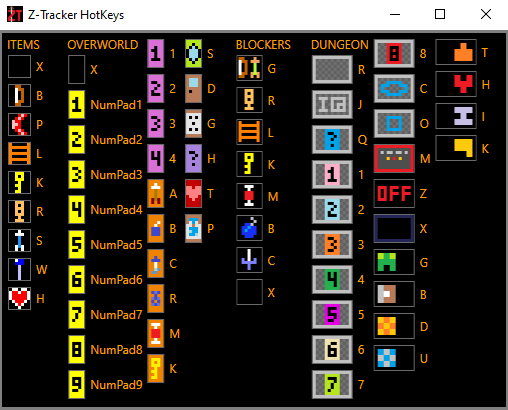 Z-Tracker HotKeys
ITEMS
X
B
P
L
K
R
S
W
H
OVERWORLD
X
1 NumPad1
2 NumPad2
3 NumPad3
4 NumPad4
5 NumPad5
6 NumPad6
7 NumPad7
8 NumPad8
9 NumPad9
1 1
2 2
3 3
4 4
A
B
C
R
M
K
S
D
G
H
T
P
BLOCKERS
G
R
L
K
M
B
C
X
DUNGEON
R
J
? Q
1 1
2 2
3 3
4 4
5 5
6 6
7 7
8 8
C
O
M
OFF Z
X
G
B
D
U
T
H
I
K